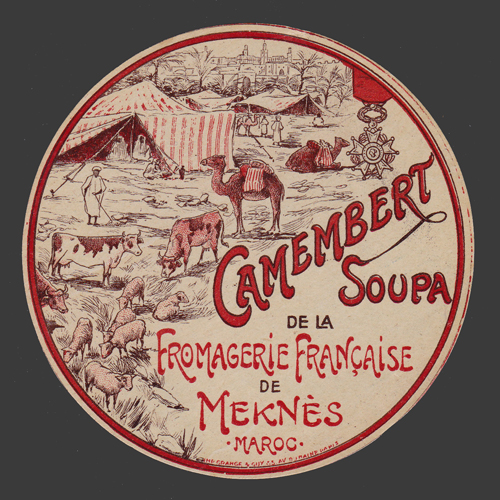 CAMEMBERT
SOUPA
DE LA
FROMAGERIE FRANÇAISE
DE
MEKNÈS
·MAROC·